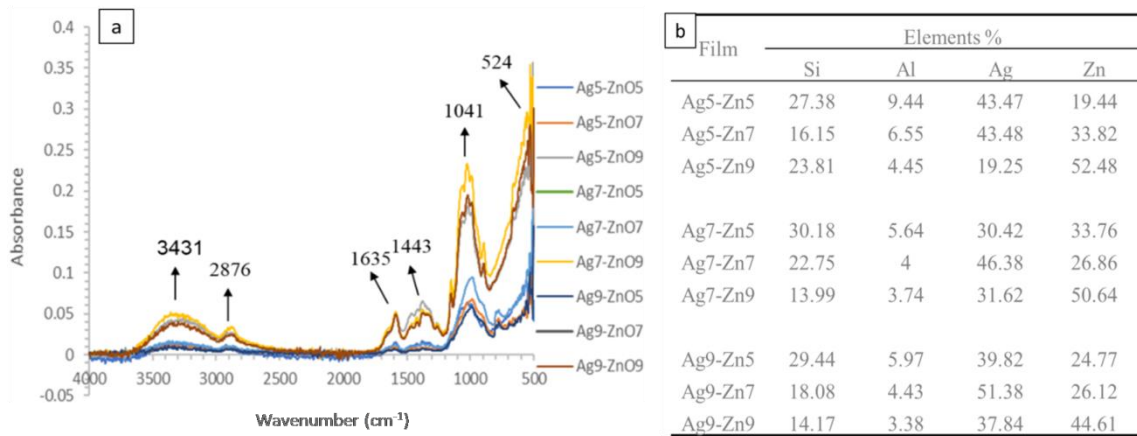 a
0.4
0.35
0.3
0.25
0.2
0.15
0.1
0.05
0
-0.05
Absorbance
4000 3500 3000 2500 2000 1500 1000 500
Wavenumber (cm⁻¹)
3431
2876
1635
1443
1041
524
Ag5-ZnO5
Ag5-ZnO7
Ag5-ZnO9
Ag7-ZnO5
Ag7-ZnO7
Ag7-ZnO9
Ag9-ZnO5
Ag9-ZnO7
Ag9-ZnO9
b
Film Elements %
Si Al Ag Zn
Ag5-Zn5 27.38 9.44 43.47 19.44
Ag5-Zn7 16.15 6.55 43.48 33.82
Ag5-Zn9 23.81 4.45 19.25 52.48
Ag7-Zn5 30.18 5.64 30.42 33.76
Ag7-Zn7 22.75 4 46.38 26.86
Ag7-Zn9 13.99 3.74 31.62 50.64
Ag9-Zn5 29.44 5.97 39.82 24.77
Ag9-Zn7 18.08 4.43 51.38 26.12
Ag9-Zn9 14.17 3.38 37.84 44.61